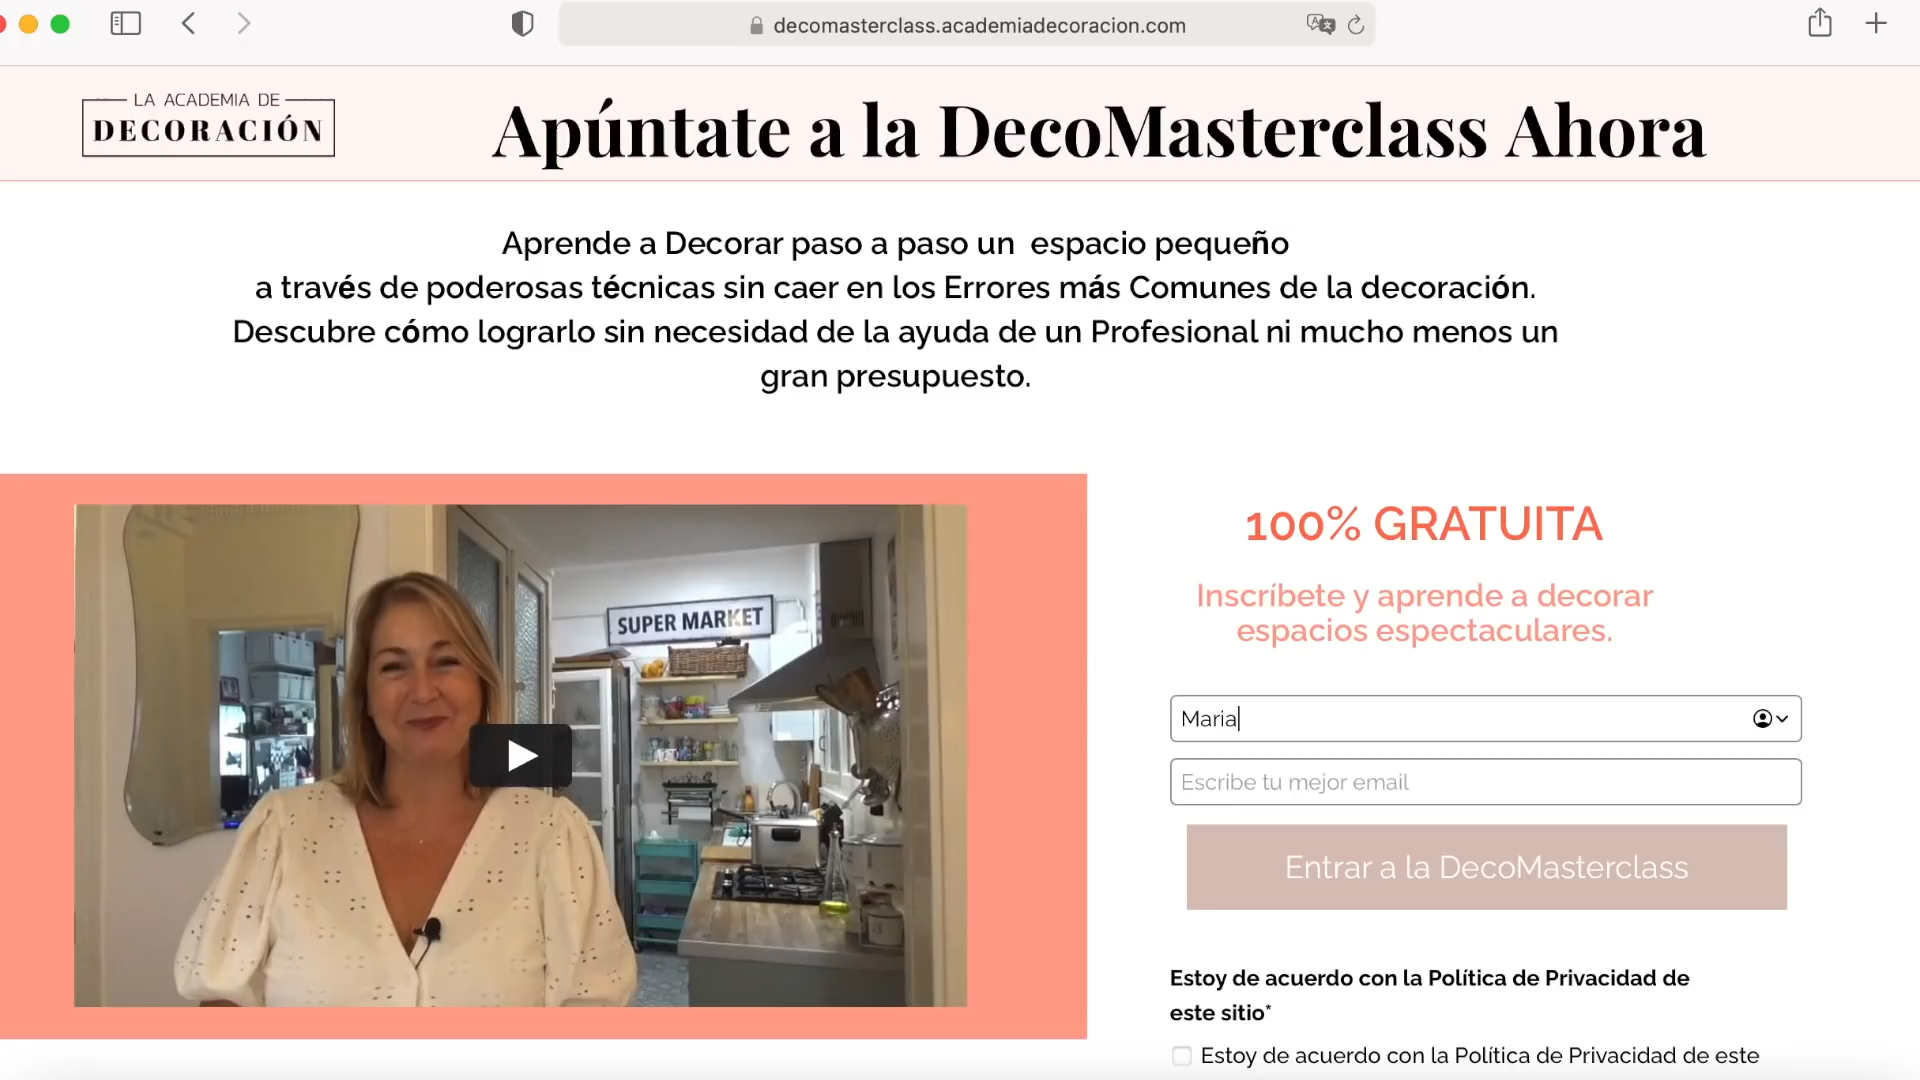 decomasterclass.academiadecoracion.com
LA ACADEMIA DE
DECORACIÓN
Apúntate a la DecoMasterclass Ahora
Aprende a Decorar paso a paso un espacio pequeño
a través de poderosas técnicas sin caer en los Errores más Comunes de la decoración.
Descubre cómo lograrlo sin necesidad de la ayuda de un Profesional ni mucho menos un
gran presupuesto.
SUPER MARKET
100% GRATUITA
Inscríbete y aprende a decorar
espacios espectaculares.
Maria
Escribe tu mejor email
Entrar a la DecoMasterclass
Estoy de acuerdo con la Política de Privacidad de
este sitio*
Estoy de acuerdo con la Política de Privacidad de este